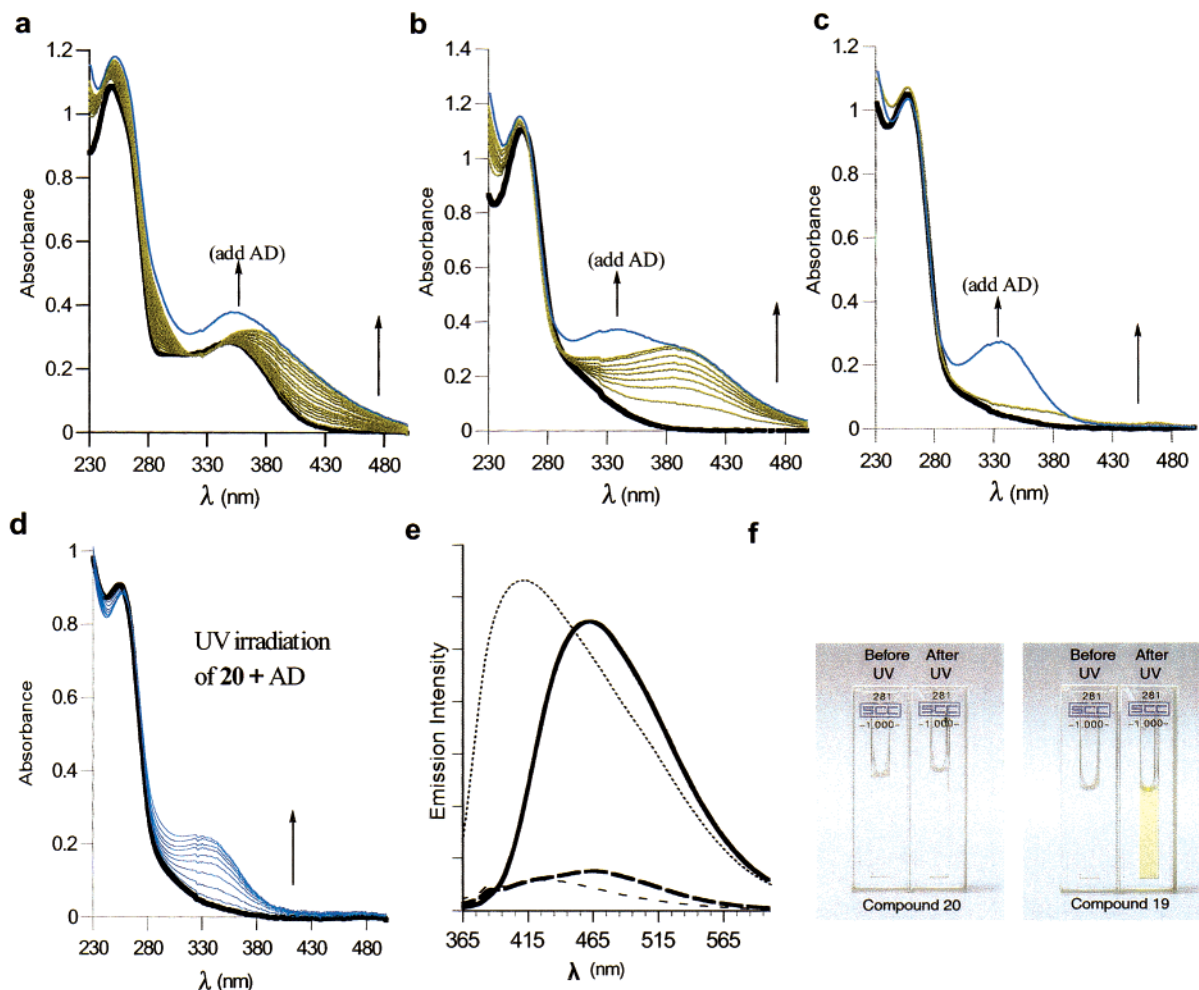 a
1.2
1
0.8
0.6
0.4
0.2
0
Absorbance
(add AD)
230 280 330 380 430 480
λ (nm)
b
1.4
1.2
1.0
0.8
0.6
0.4
0.2
0
Absorbance
(add AD)
230 280 330 380 430 480
λ (nm)
c
1.2
1
0.8
0.6
0.4
0.2
0
Absorbance
(add AD)
230 280 330 380 430 480
λ (nm)
d
1
0.8
0.6
0.4
0.2
0
Absorbance
UV irradiation
of 20 + AD
230 280 330 380 430 480
λ (nm)
e
Emission Intensity
365 415 465 515 565
λ (nm)
f
Before After
UV UV
281 281
SCC SCC
-1.000- -1.000-
Compound 20
Before After
UV UV
281 281
SCC SCC
-1.000- -1.000-
Compound 19